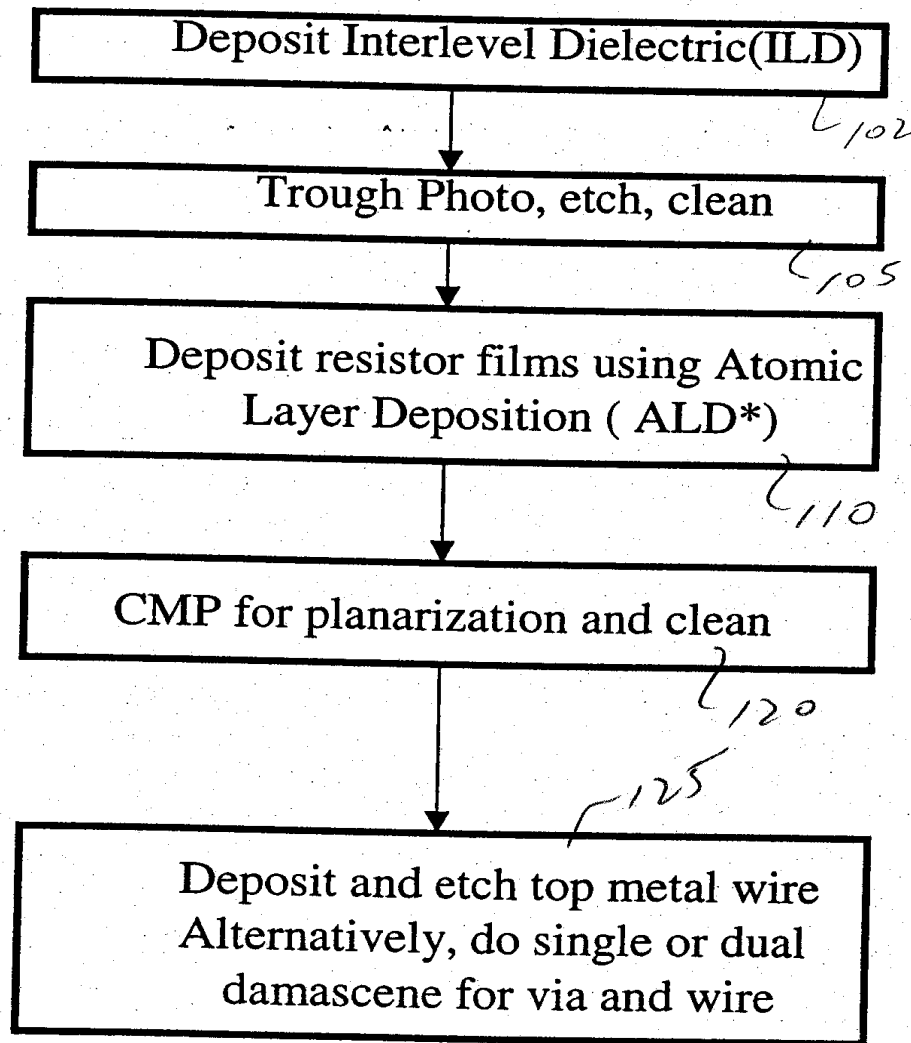 Deposit Interlevel Dielectric(ILD)
102
Trough Photo, etch, clean
105
Deposit resistor films using Atomic
Layer Deposition ( ALD*)
110
CMP for planarization and clean
120
125
Deposit and etch top metal wire
Alternatively, do single or dual
damascene for via and wire